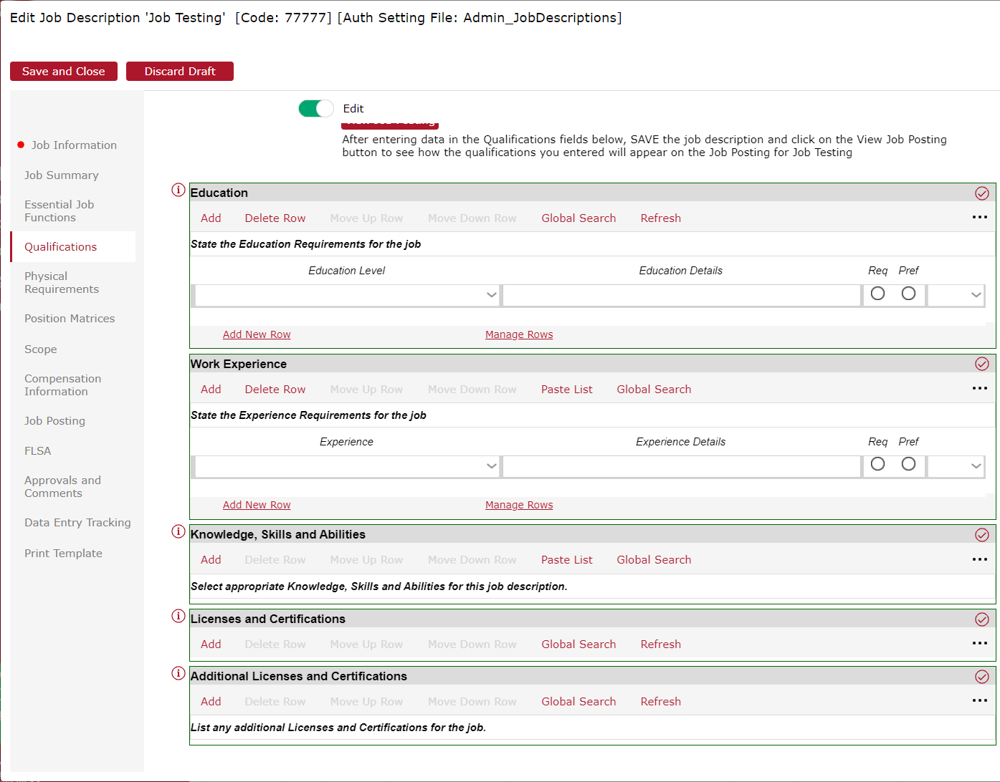 Edit Job Description 'Job Testing' [Code: 77777] [Auth Setting File: Admin_JobDescriptions]
Save and Close Discard Draft
Edit
After entering data in the Qualifications fields below, SAVE the job description and click on the View Job Posting
button to see how the qualifications you entered will appear on the Job Posting for Job Testing
Job Information
Job Summary
Essential Job
Functions
Qualifications
Physical
Requirements
Position Matrices
Scope
Compensation
Information
Job Posting
FLSA
Approvals and
Comments
Data Entry Tracking
Print Template
Education
Add Delete Row Move Up Row Move Down Row Global Search Refresh
State the Education Requirements for the job
Education Level Education Details Req Pref
Add New Row Manage Rows
Work Experience
Add Delete Row Move Up Row Move Down Row Paste List Global Search
State the Experience Requirements for the job
Experience Experience Details Req Pref
Add New Row Manage Rows
Knowledge, Skills and Abilities
Add Delete Row Move Up Row Move Down Row Paste List Global Search
Select appropriate Knowledge, Skills and Abilities for this job description.
Licenses and Certifications
Add Delete Row Move Up Row Move Down Row Global Search Refresh
Additional Licenses and Certifications
Add Delete Row Move Up Row Move Down Row Global Search Refresh
List any additional Licenses and Certifications for the job.